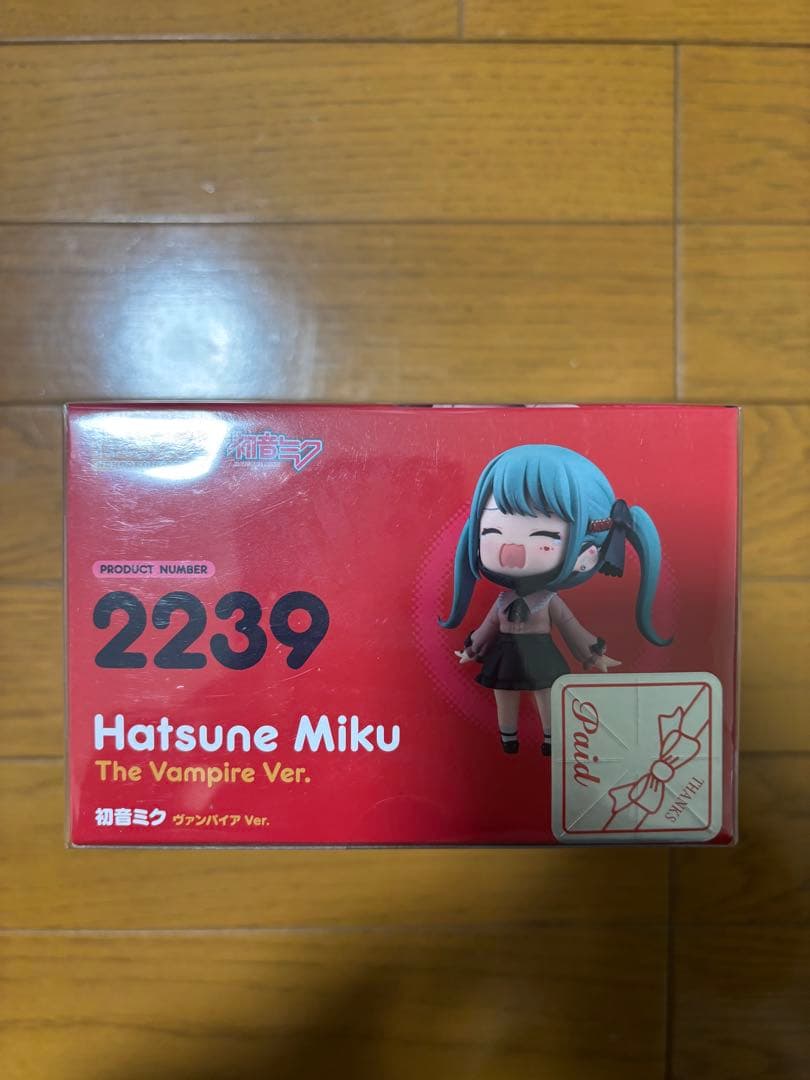 初音ミク
PRODUCT NUMBER
2239
Hatsune Miku
The Vampire Ver.
初音ミク ヴァンパイア Ver.
Paid
THANKS